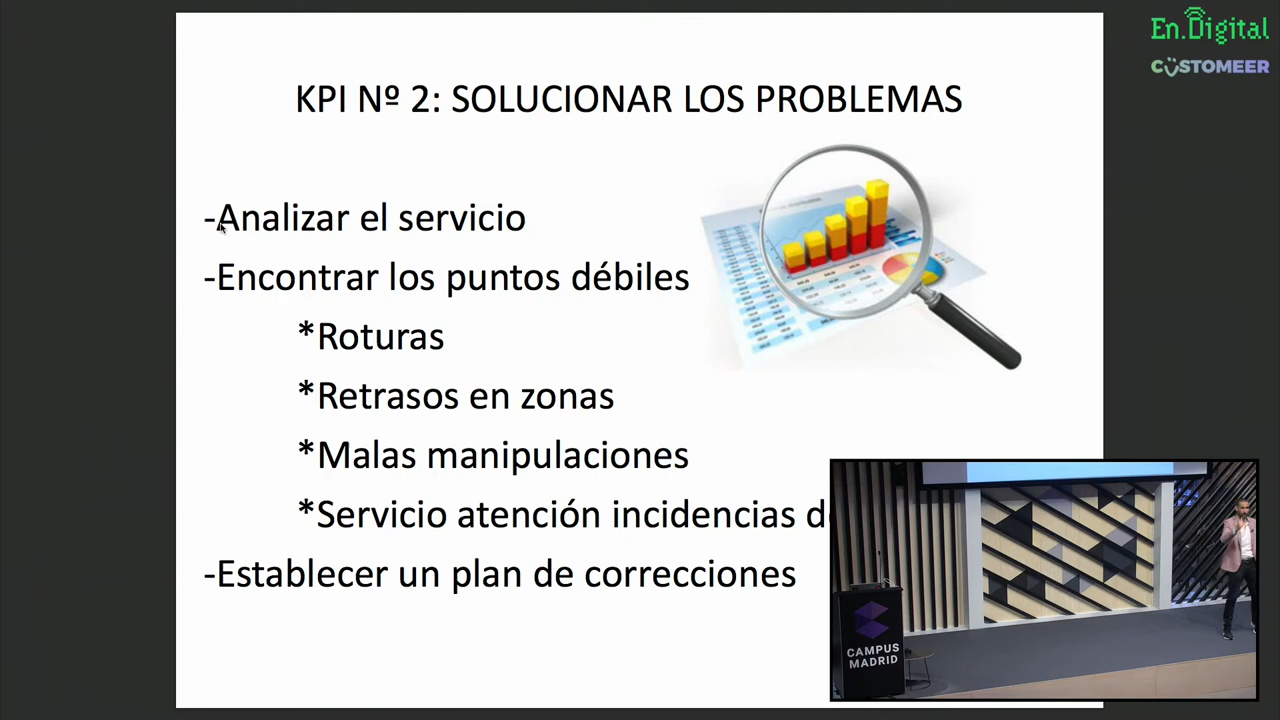 En.Digital
CUSTOMEER
KPI Nº 2: SOLUCIONAR LOS PROBLEMAS
-Analizar el servicio
-Encontrar los puntos débiles
*Roturas
*Retrasos en zonas
*Malas manipulaciones
*Servicio atención incidencias
-Establecer un plan de correcciones
CAMPUS
MADRID